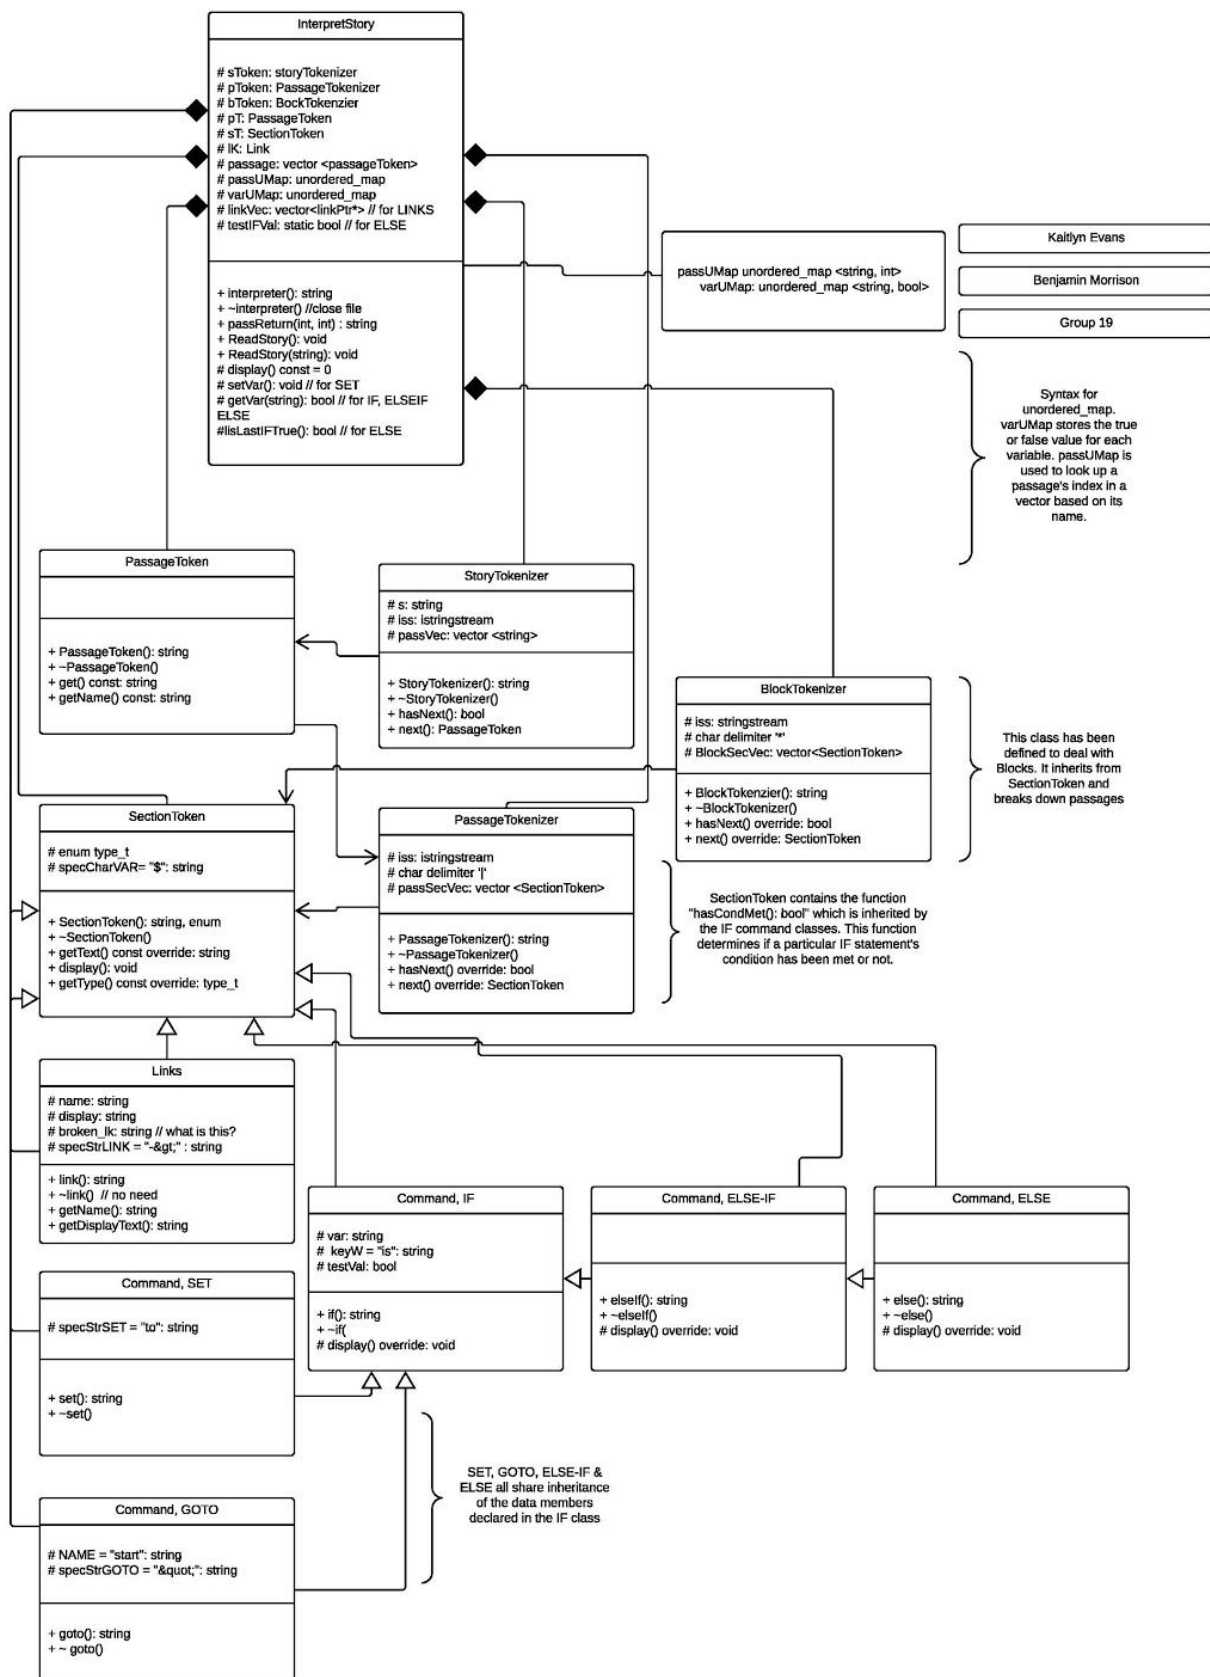 InterpretStory
# sToken: storyTokenizer
# pToken: PassageTokenizer
# bToken: BockTokenzier
# pT: PassageToken
# sT: SectionToken
# lK: Link
# passage: vector <passageToken>
# passUMap: unordered_map
# varUMap: unordered_map
# linkVec: vector<linkPtr*> // for LINKS
# testIFVal: static bool // for ELSE
+ interpreter(): string
+ ~interpreter() //close file
+ passReturn(int, int) : string
+ ReadStory(): void
+ ReadStory(string): void
# display() const = 0
# setVar(): void // for SET
# getVar(string): bool // for IF, ELSEIF
ELSE
#lisLastIFTrue(): bool // for ELSE
passUMap unordered_map <string, int>
varUMap: unordered_map <string, bool>
Kaitlyn Evans
Benjamin Morrison
Group 19
Syntax for
unordered_map.
varUMap stores the true
or false value for each
variable. passUMap is
used to look up a
passage's index in a
vector based on its
name.
PassageToken
+ PassageToken(): string
+ ~PassageToken()
+ get() const: string
+ getName() const: string
StoryTokenizer
# s: string
# iss: istringstream
# passVec: vector <string>
+ StoryTokenizer(): string
+ ~StoryTokenizer()
+ hasNext(): bool
+ next(): PassageToken
BlockTokenizer
# iss: stringstream
# char delimiter '*'
# BlockSecVec: vector<SectionToken>
+ BlockTokenzier(): string
+ ~BlockTokenizer()
+ hasNext() override: bool
+ next() override: SectionToken
This class has been
defined to deal with
Blocks. It inherits from
SectionToken and
breaks down passages
SectionToken
# enum type_t
# specCharVAR= "$": string
+ SectionToken(): string, enum
+ ~SectionToken()
+ getText() const override: string
+ display(): void
+ getType() const override: type_t
PassageTokenizer
# iss: istringstream
# char delimiter '|'
# passSecVec: vector <SectionToken>
+ PassageTokenizer(): string
+ ~PassageTokenizer()
+ hasNext() override: bool
+ next() override: SectionToken
SectionToken contains the function
"hasCondMet(): bool" which is inherited by
the IF command classes. This function
determines if a particular IF statement's
condition has been met or not.
Links
# name: string
# display: string
# broken_lk: string // what is this?
# specStrLINK = "-&gt;" : string
+ link(): string
+ ~link() // no need
+ getName(): string
+ getDisplayText(): string
Command, IF
# var: string
# keyW = "is": string
# testVal: bool
+ if(): string
+ ~if(
# display() override: void
Command, ELSE-IF
+ elseIf(): string
+ ~elseIf()
# display() override: void
Command, ELSE
+ else(): string
+ ~else()
# display() override: void
Command, SET
# specStrSET = "to": string
+ set(): string
+ ~set()
SET, GOTO, ELSE-IF &
ELSE all share inheritance
of the data members
declared in the IF class
Command, GOTO
# NAME = "start": string
# specStrGOTO = "&quot;": string
+ goto(): string
+ ~ goto()